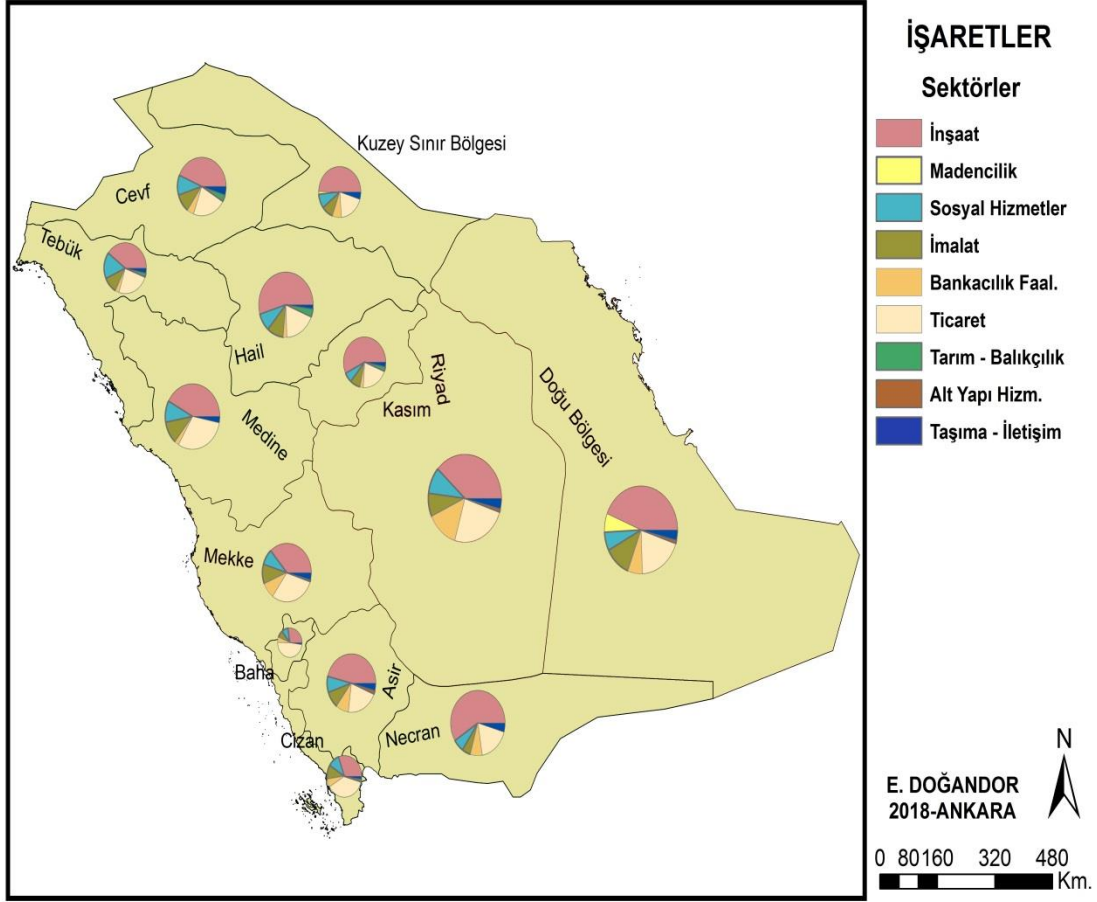 Kuzey Sınır Bölgesi
Cevf
Tebük
Hail
Riyad
Kasım
Doğu Bölgesi
Medine
Mekke
Baha
Asir
Cizan
Necran
İŞARETLER
Sektörler
İnşaat
Madencilik
Sosyal Hizmetler
İmalat
Bankacılık Faal.
Ticaret
Tarım - Balıkçılık
Alt Yapı Hizm.
Taşıma - İletişim
N
E. DOĞANDOR
2018-ANKARA
0 80 160 320 480
Km.